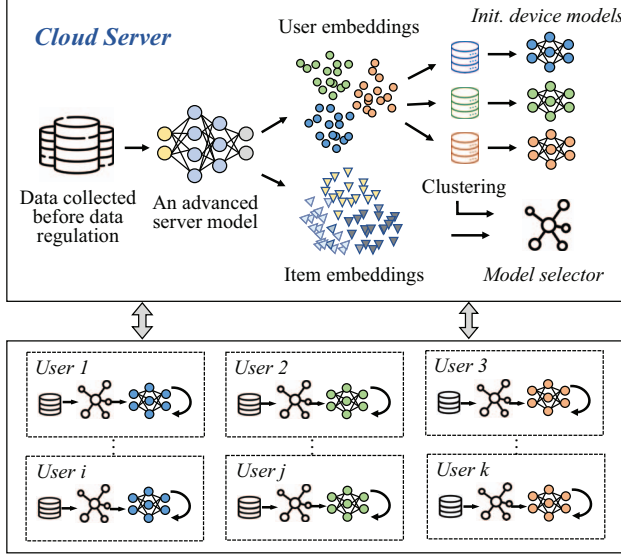 Cloud Server
User embeddings
Init. device models
Data collected
before data
regulation
An advanced
server model
Clustering
Item embeddings
Model selector
User 1
User 2
User 3
User i
User j
User k